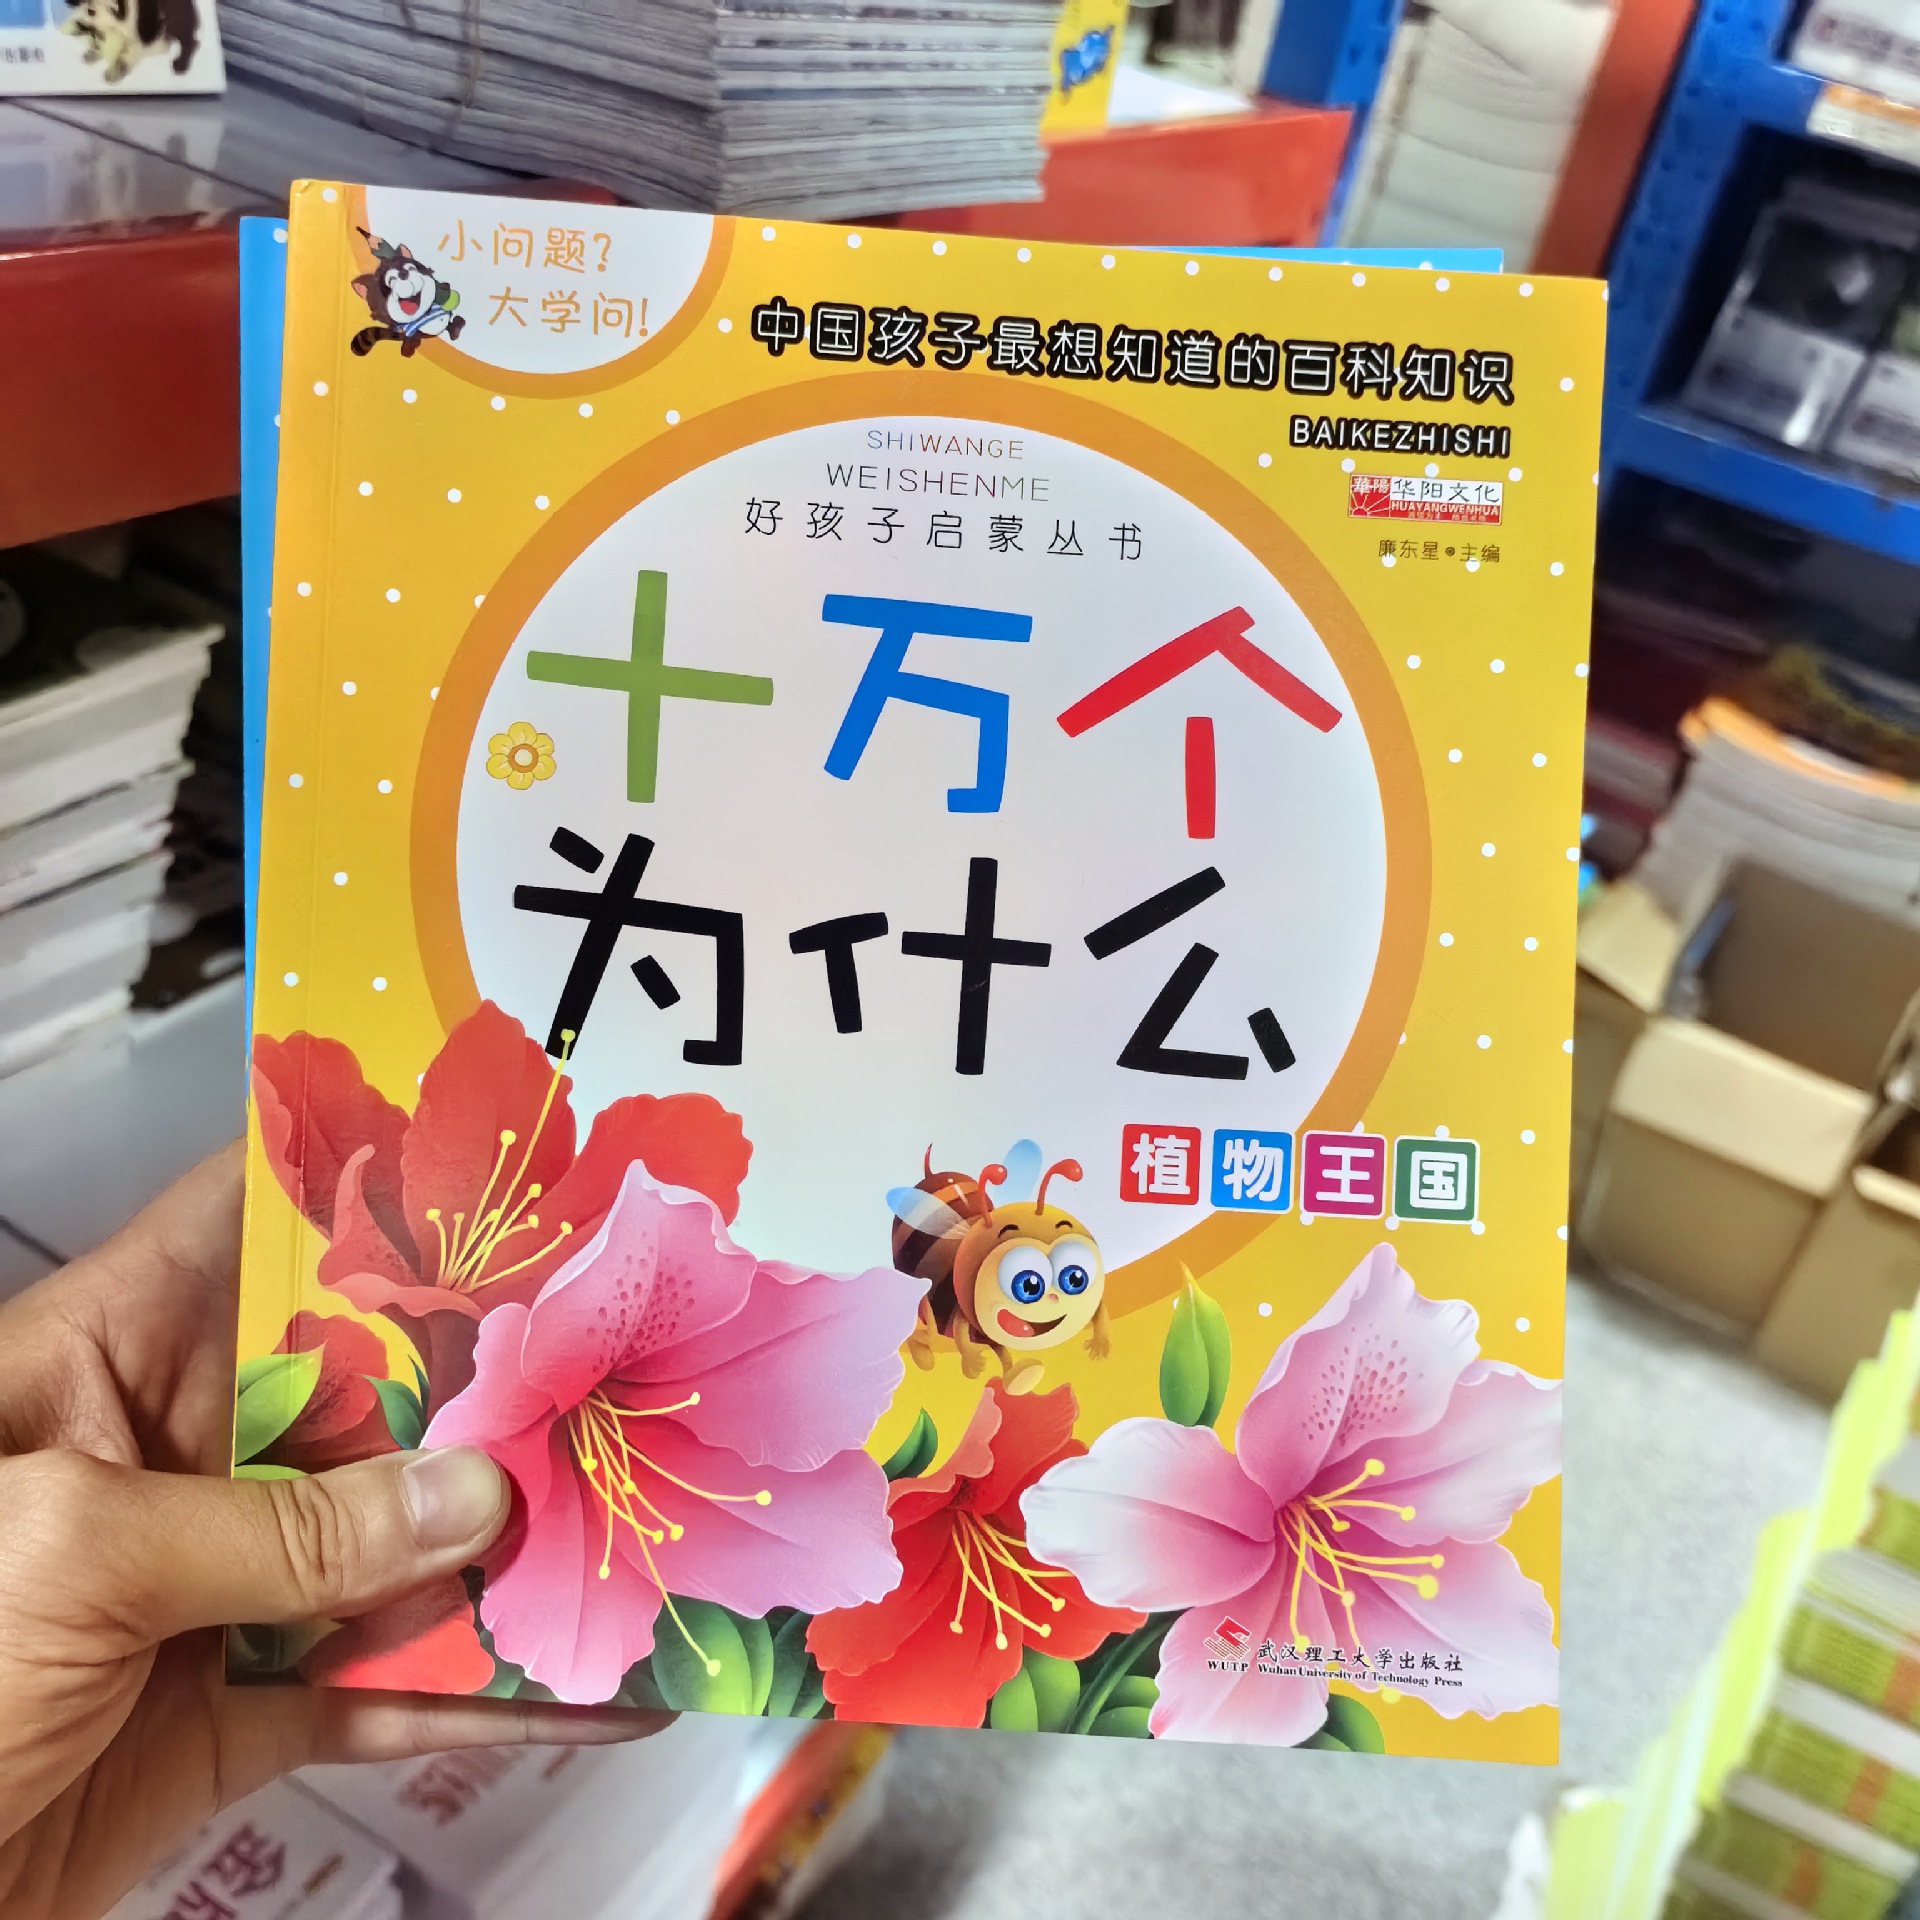 小问题?
大学问!
中国孩子最想知道的百科知识
BAIKEZHISHI
華陽 华阳文化
HUAYANGWENHUA
廉东星●主编
SHIWANGE
WEISHENME
好孩子启蒙丛书
十万个
为什么
植物王国
武汉理工大学出版社
WUTP Wuhan University of Technology Press